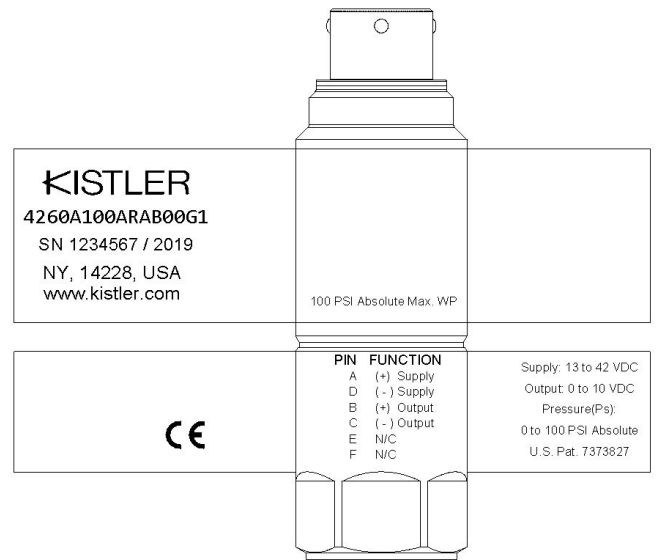 KISTLER
4260A100ARAB00G1
SN 1234567 / 2019
NY, 14228, USA
www.kistler.com
100 PSI Absolute Max. WP
PIN FUNCTION
A (+) Supply
D (-) Supply
B (+) Output
C (-) Output
E N/C
F N/C
CE
Supply: 13 to 42 VDC
Output: 0 to 10 VDC
Pressure(Ps):
0 to 100 PSI Absolute
U.S. Pat. 7373827